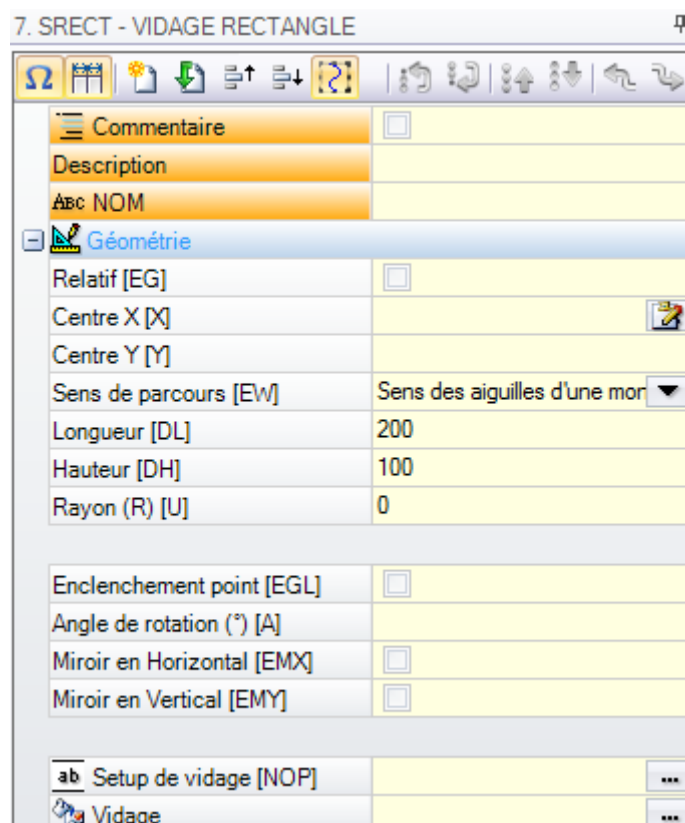 7. SRECT - VIDAGE RECTANGLE
Commentaire
Description
ABC NOM
Géométrie
Relatif [EG]
Centre X [X]
Centre Y [Y]
Sens de parcours [EW] Sens des aiguilles d'une mon
Longueur [DL] 200
Hauteur [DH] 100
Rayon (R) [U] 0
Enclenchement point [EGL]
Angle de rotation (°) [A]
Miroir en Horizontal [EMX]
Miroir en Vertical [EMY]
ab Setup de vidage [NOP] ...
Vidage ...